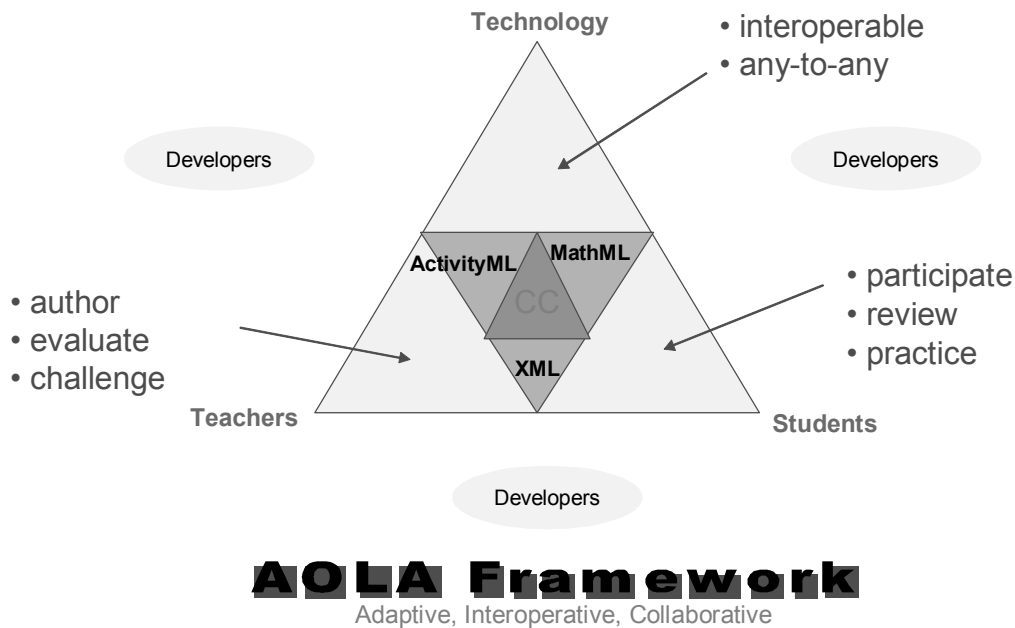 Technology
• interoperable
• any-to-any
Developers
Developers
ActivityML
MathML
CC
XML
• author
• evaluate
• challenge
• participate
• review
• practice
Teachers
Students
Developers
AOLA Framework
Adaptive, Interoperative, Collaborative